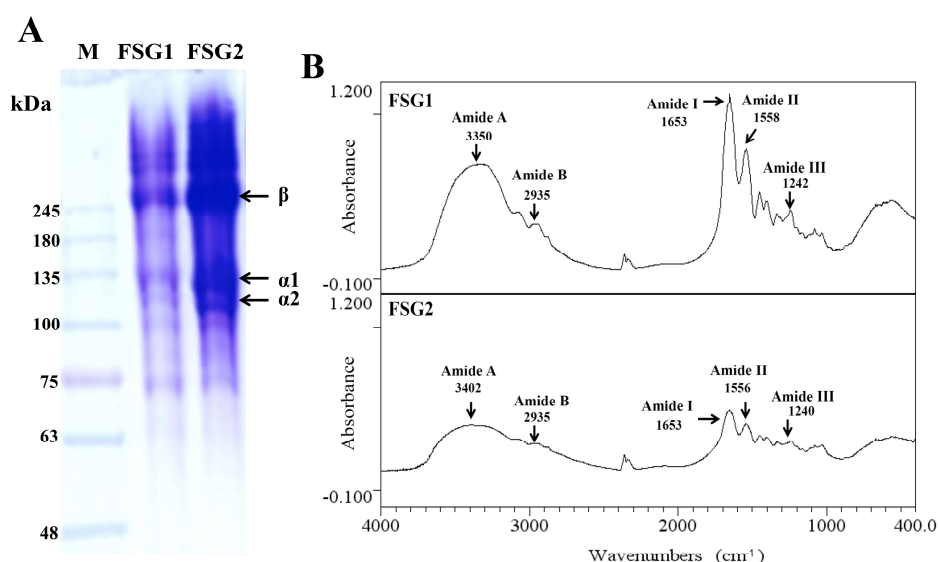 A
M FSG1 FSG2
kDa
β
245
180
135
α1
α2
100
75
63
48
B
1.200
FSG1
Amide I
1653
Amide II
1558
Amide A
3350
Amide III
1242
Amide B
2935
Absorbance
-0.100
1.200
FSG2
Amide A
3402
Amide II
1556
Amide B
2935
Amide I
1653
Amide III
1240
Absorbance
-0.100
4000 3000 2000 1000 400.0
Wavenumbers (cm⁻¹)